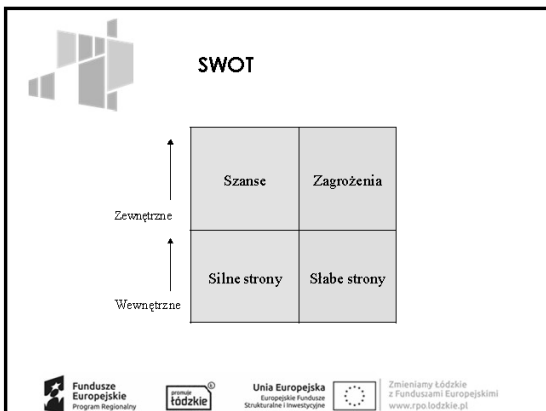 SWOT
Szanse
Zagrożenia
Zewnętrzne
Silne strony
Słabe strony
Wewnętrzne
Fundusze
Europejskie
Program Regionalny
promuje
łódzkie
Unia Europejska
Europejskie Fundusze
Strukturalne i Inwestycyjne
Zmieniamy Łódzkie
z Funduszami Europejskimi
www.rpo.lodzkie.pl